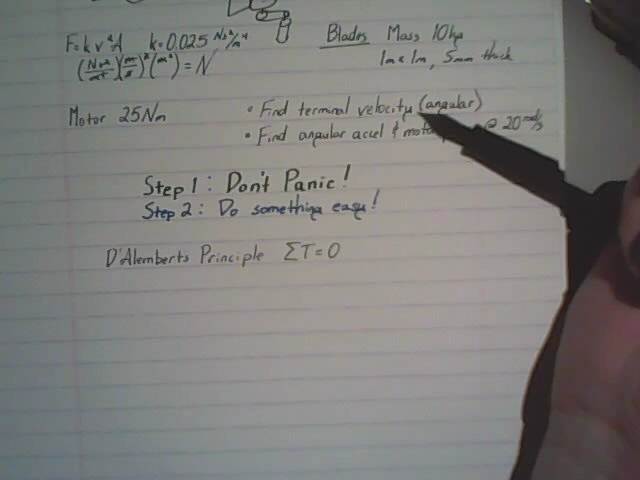 F=kv²A k=0.025 Ns²/m⁴ Blades Mass 10kg
(Ns²/m⁴)(m/s)²(m²)=N 1m x 1m, 5mm thick
Motor 25Nm • Find terminal velocity (angular)
• Find angular accel & @ 20 rad/s
Step 1: Don't Panic!
Step 2: Do something easy!
D'Alemberts Principle ΣT=0